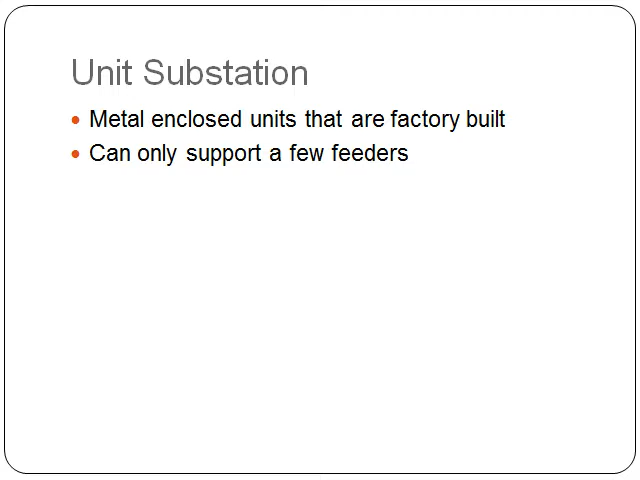 Unit Substation
• Metal enclosed units that are factory built
• Can only support a few feeders